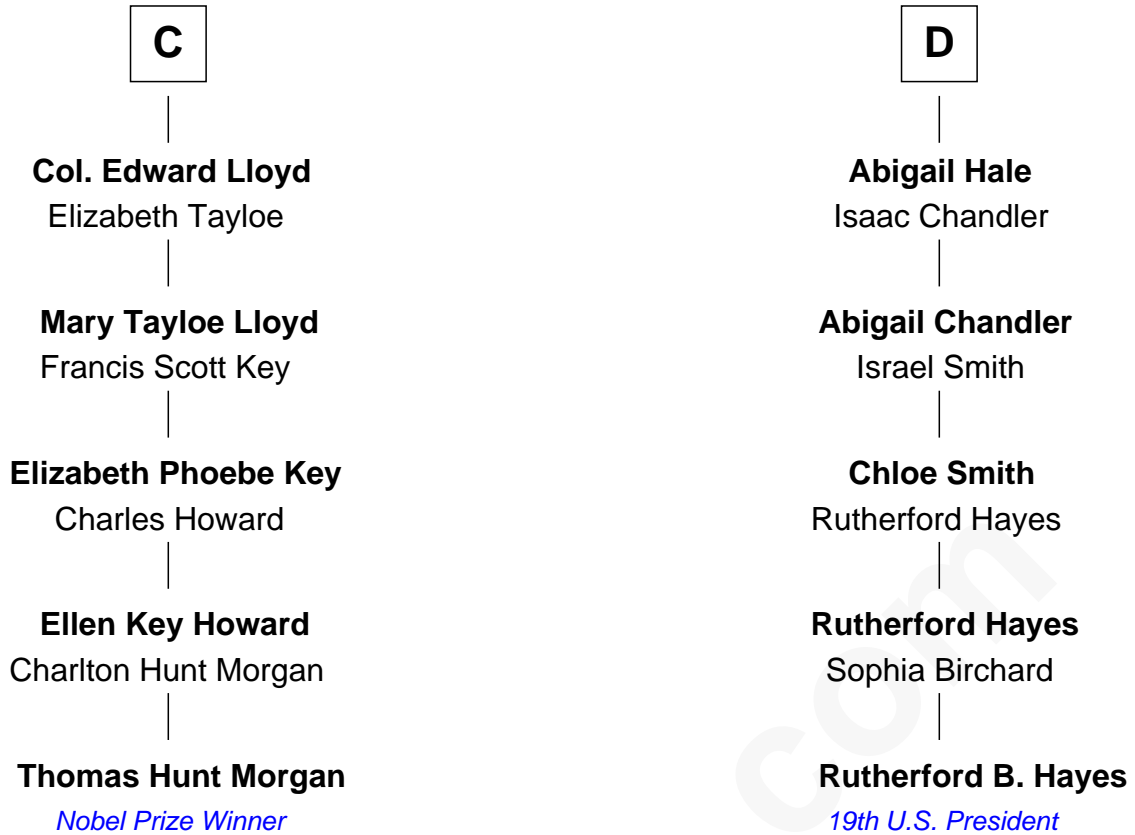 C
Col. Edward Lloyd
Elizabeth Tayloe
Mary Tayloe Lloyd
Francis Scott Key
Elizabeth Phoebe Key
Charles Howard
Ellen Key Howard
Charlton Hunt Morgan
Thomas Hunt Morgan
Nobel Prize Winner
D
Abigail Hale
Isaac Chandler
Abigail Chandler
Israel Smith
Chloe Smith
Rutherford Hayes
Rutherford Hayes
Sophia Birchard
Rutherford B. Hayes
19th U.S. President
com